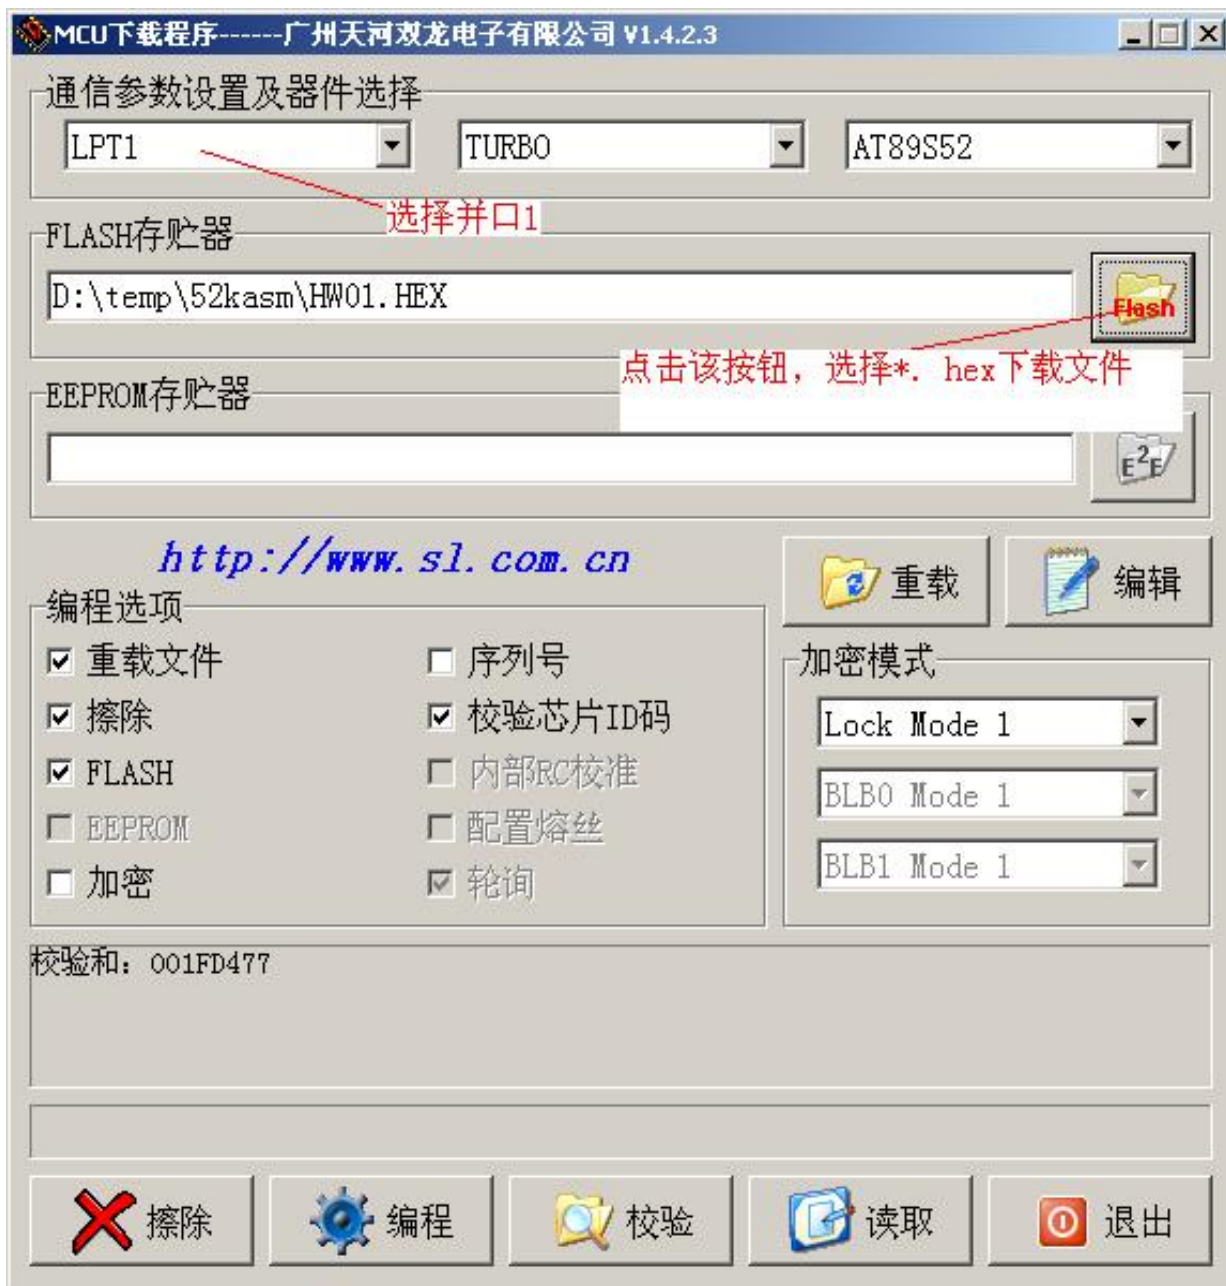 MCU下载程序------广州天河双龙电子有限公司 V1.4.2.3
通信参数设置及器件选择
LPT1 TURBO AT89S52
选择并口1
FLASH存贮器
D:\temp\52kasm\HW01.HEX
Flash
点击该按钮，选择*. hex下载文件
EEPROM存贮器
E²E
http://www.sl.com.cn
重载 编辑
编程选项
重载文件 序列号
擦除 校验芯片ID码
FLASH 内部RC校准
EEPROM 配置熔丝
加密 轮询
加密模式
Lock Mode 1
BLB0 Mode 1
BLB1 Mode 1
校验和：001FD477
擦除 编程 校验 读取 退出